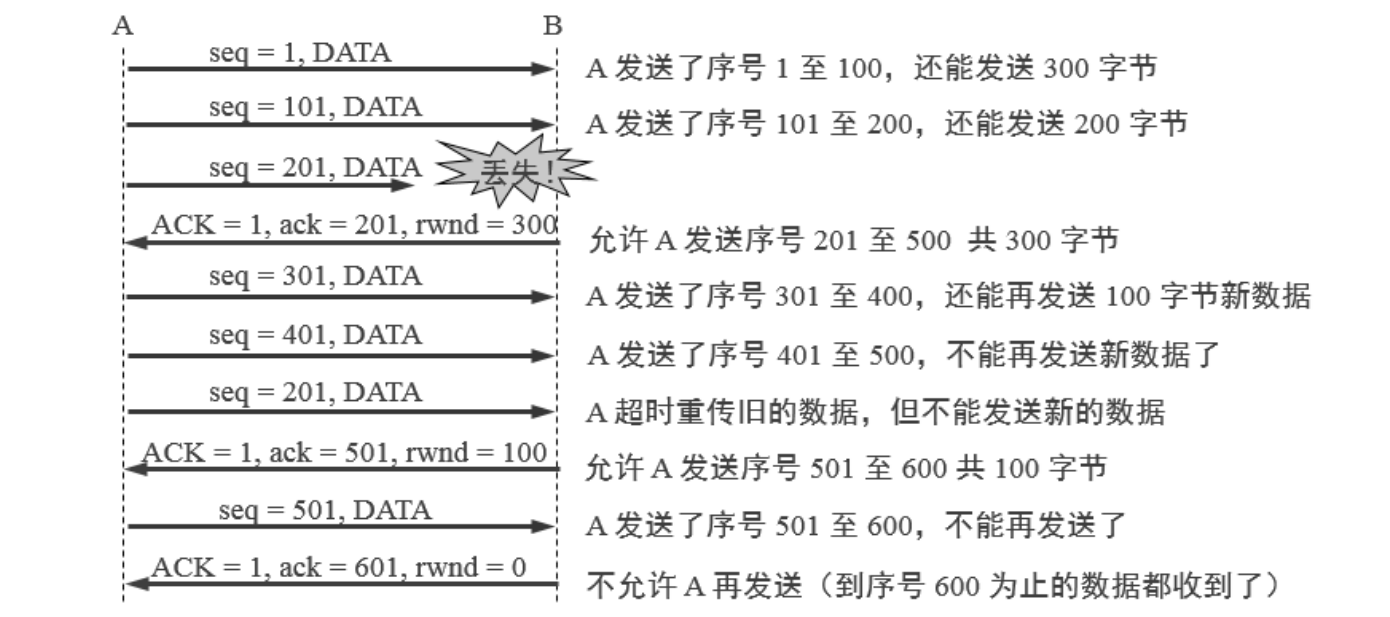 A B
seq = 1, DATA
A 发送了序号 1 至 100，还能发送 300 字节
seq = 101, DATA
A 发送了序号 101 至 200，还能发送 200 字节
seq = 201, DATA
丢失！
ACK = 1, ack = 201, rwnd = 300
允许 A 发送序号 201 至 500 共 300 字节
seq = 301, DATA
A 发送了序号 301 至 400，还能再发送 100 字节新数据
seq = 401, DATA
A 发送了序号 401 至 500，不能再发送新数据了
seq = 201, DATA
A 超时重传旧的数据，但不能发送新的数据
ACK = 1, ack = 501, rwnd = 100
允许 A 发送序号 501 至 600 共 100 字节
seq = 501, DATA
A 发送了序号 501 至 600，不能再发送了
ACK = 1, ack = 601, rwnd = 0
不允许 A 再发送（到序号 600 为止的数据都收到了）